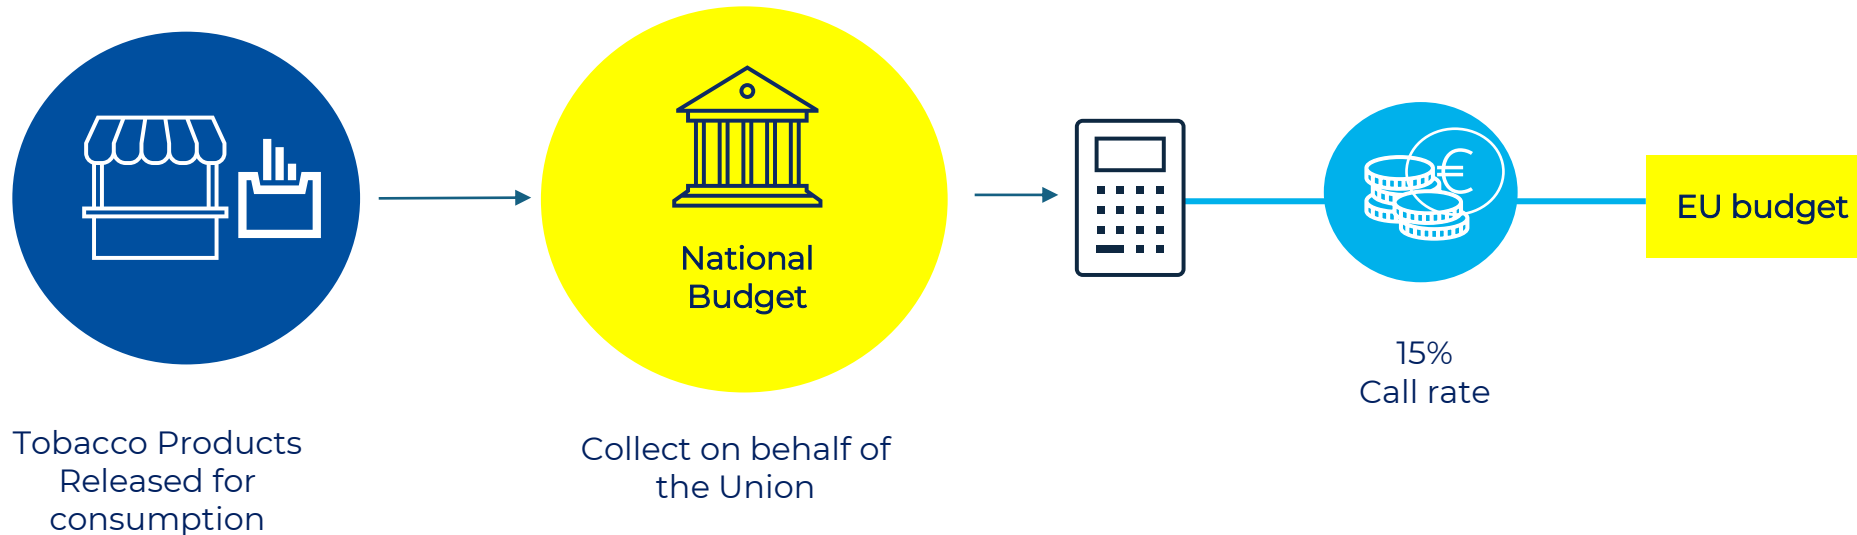 Tobacco Products
Released for
consumption
National
Budget
Collect on behalf of
the Union
€
15%
Call rate
EU budget